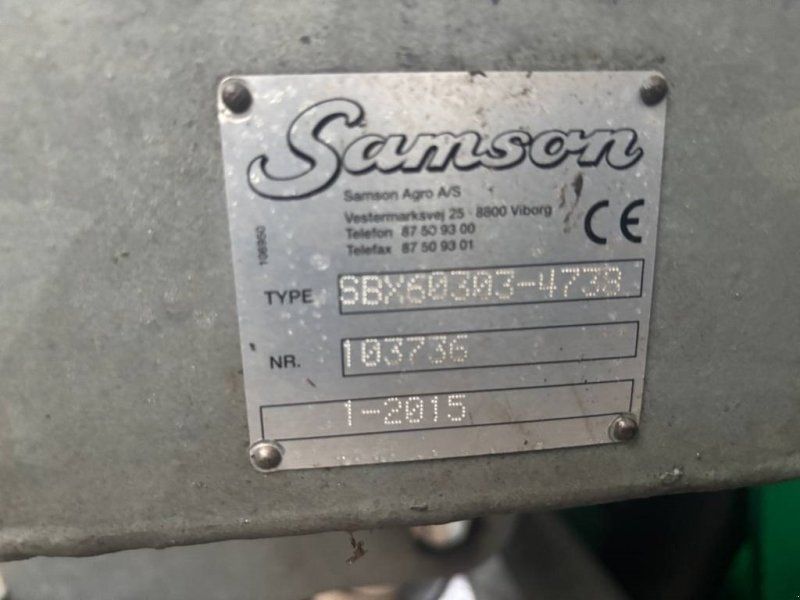 Samson
Samson Agro A/S
Vestermarksvej 25 - 8800 Viborg
Telefon 87 50 93 00
Telefax 87 50 93 01
CE
106950
TYPE SBX60303-4738
NR. 103736
1-2015